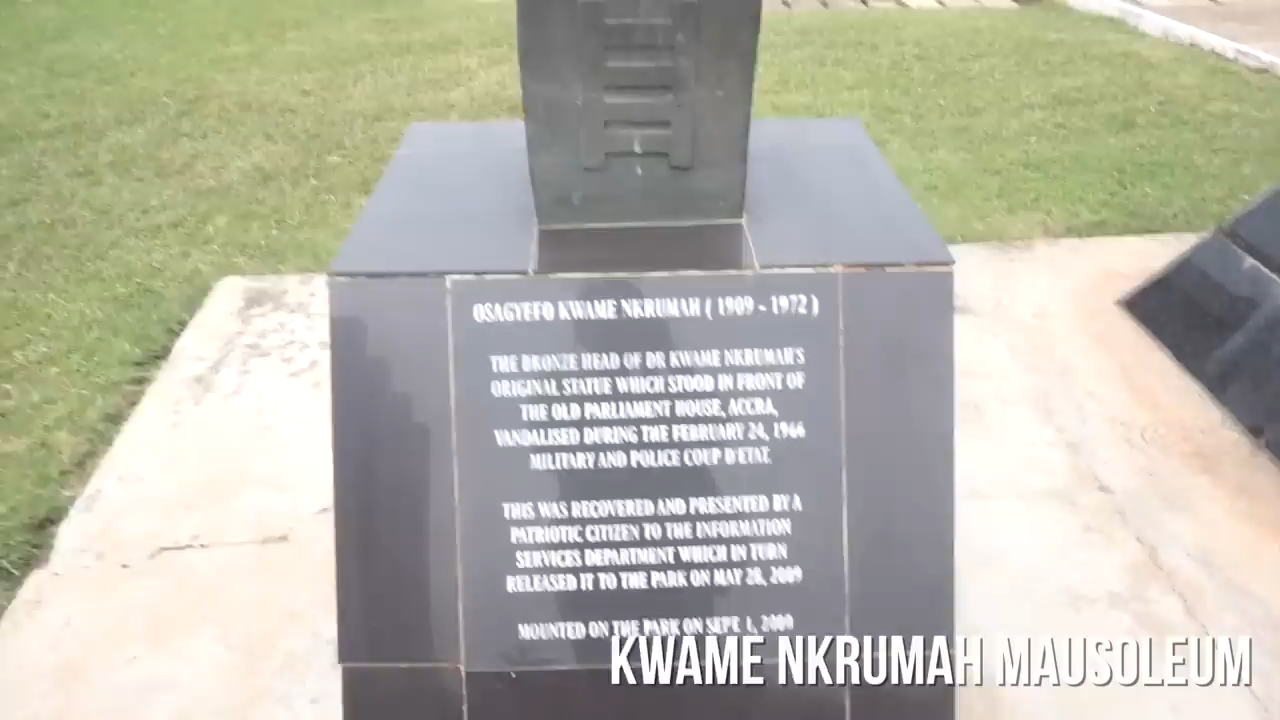 OSAGYEFO KWAME NKRUMAH ( 1909 - 1972 )
THE BRONZE HEAD OF DR KWAME NKRUMAH'S
ORIGINAL STATUE WHICH STOOD IN FRONT OF
THE OLD PARLIAMENT HOUSE, ACCRA,
VANDALISED DURING THE FEBRUARY 24, 1966
MILITARY AND POLICE COUP D'ETAT.
THIS WAS RECOVERED AND PRESENTED BY A
PATRIOTIC CITIZEN TO THE INFORMATION
SERVICES DEPARTMENT WHICH IN TURN
RELEASED IT TO THE PARK ON MAY 28, 2009
MOUNTED ON THE PARK ON SEPT 1, 2009
KWAME NKRUMAH MAUSOLEUM